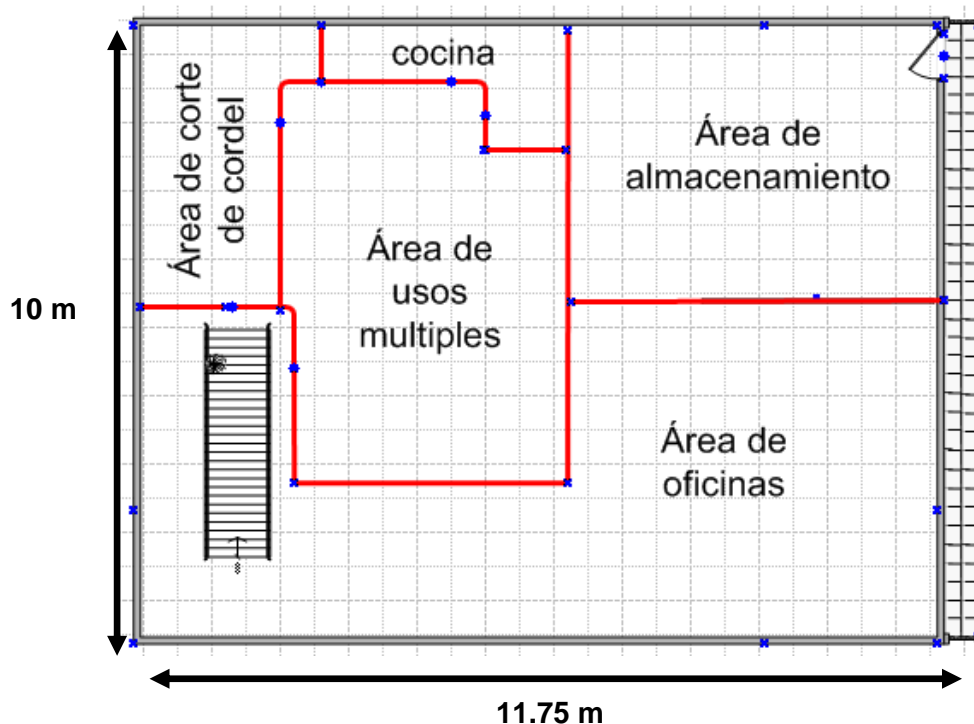 cocina
Área de corte
de cordel
Área de
almacenamiento
Área de
usos
multiples
10 m
Área de
oficinas
11.75 m